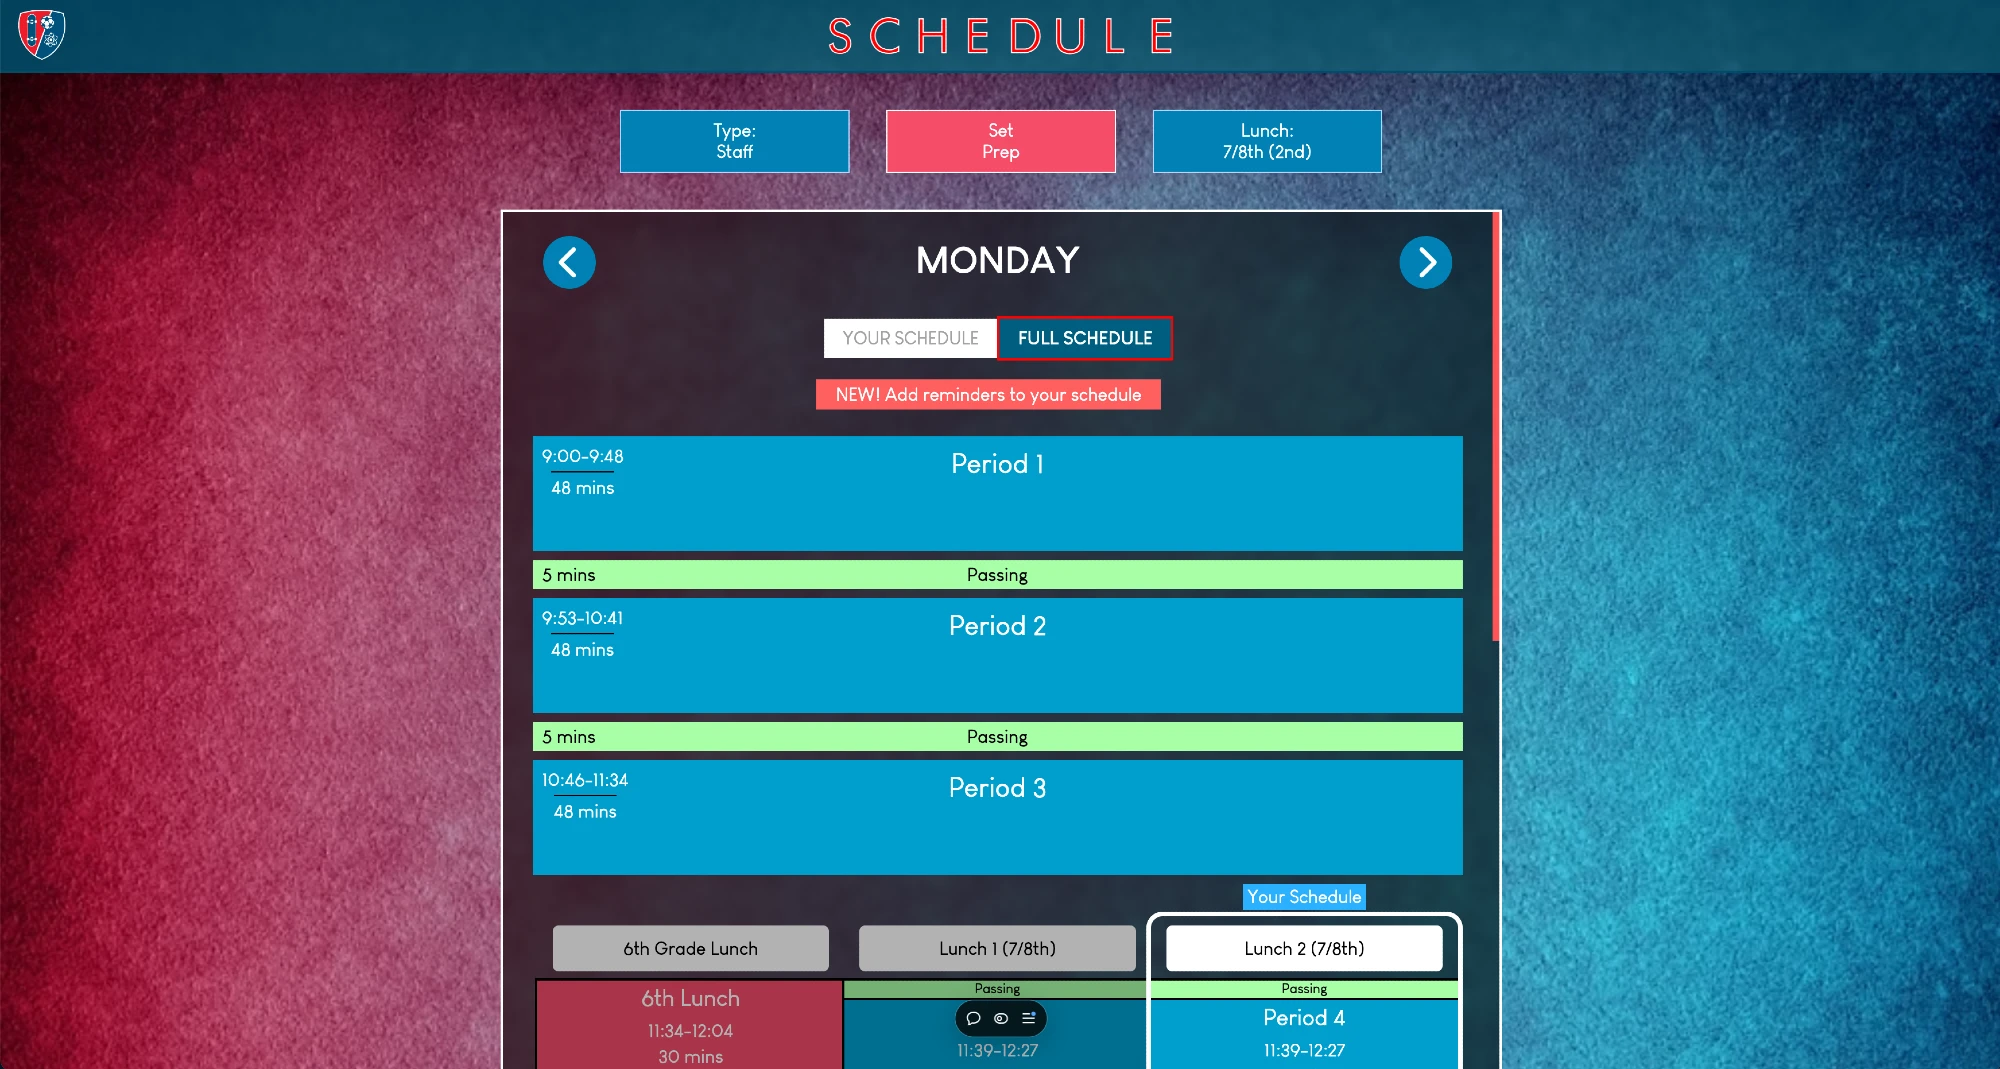 SCHEDULE
Type:
Staff
Set
Prep
Lunch:
7/8th (2nd)
MONDAY
YOUR SCHEDULE
FULL SCHEDULE
NEW! Add reminders to your schedule
9:00-9:48
48 mins
Period 1
5 mins
Passing
9:53-10:41
48 mins
Period 2
5 mins
Passing
10:46-11:34
48 mins
Period 3
Your Schedule
6th Grade Lunch
Lunch 1 (7/8th)
Lunch 2 (7/8th)
6th Lunch
11:34-12:04
30 mins
Passing
11:39-12:27
Passing
Period 4
11:39-12:27